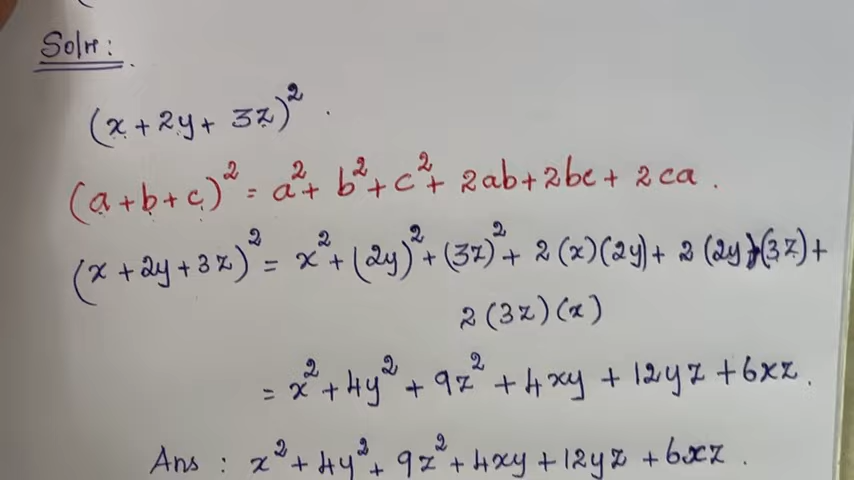 Soln:
(x + 2y + 3z)² .
(a + b + c)² = a² + b² + c² + 2ab + 2bc + 2ca .
(x + 2y + 3z)² = x² + (2y)² + (3z)² + 2(x)(2y) + 2(2y)(3z) +
2(3z)(x)
= x² + 4y² + 9z² + 4xy + 12yz + 6xz .
Ans : x² + 4y² + 9z² + 4xy + 12yz + 6xz .